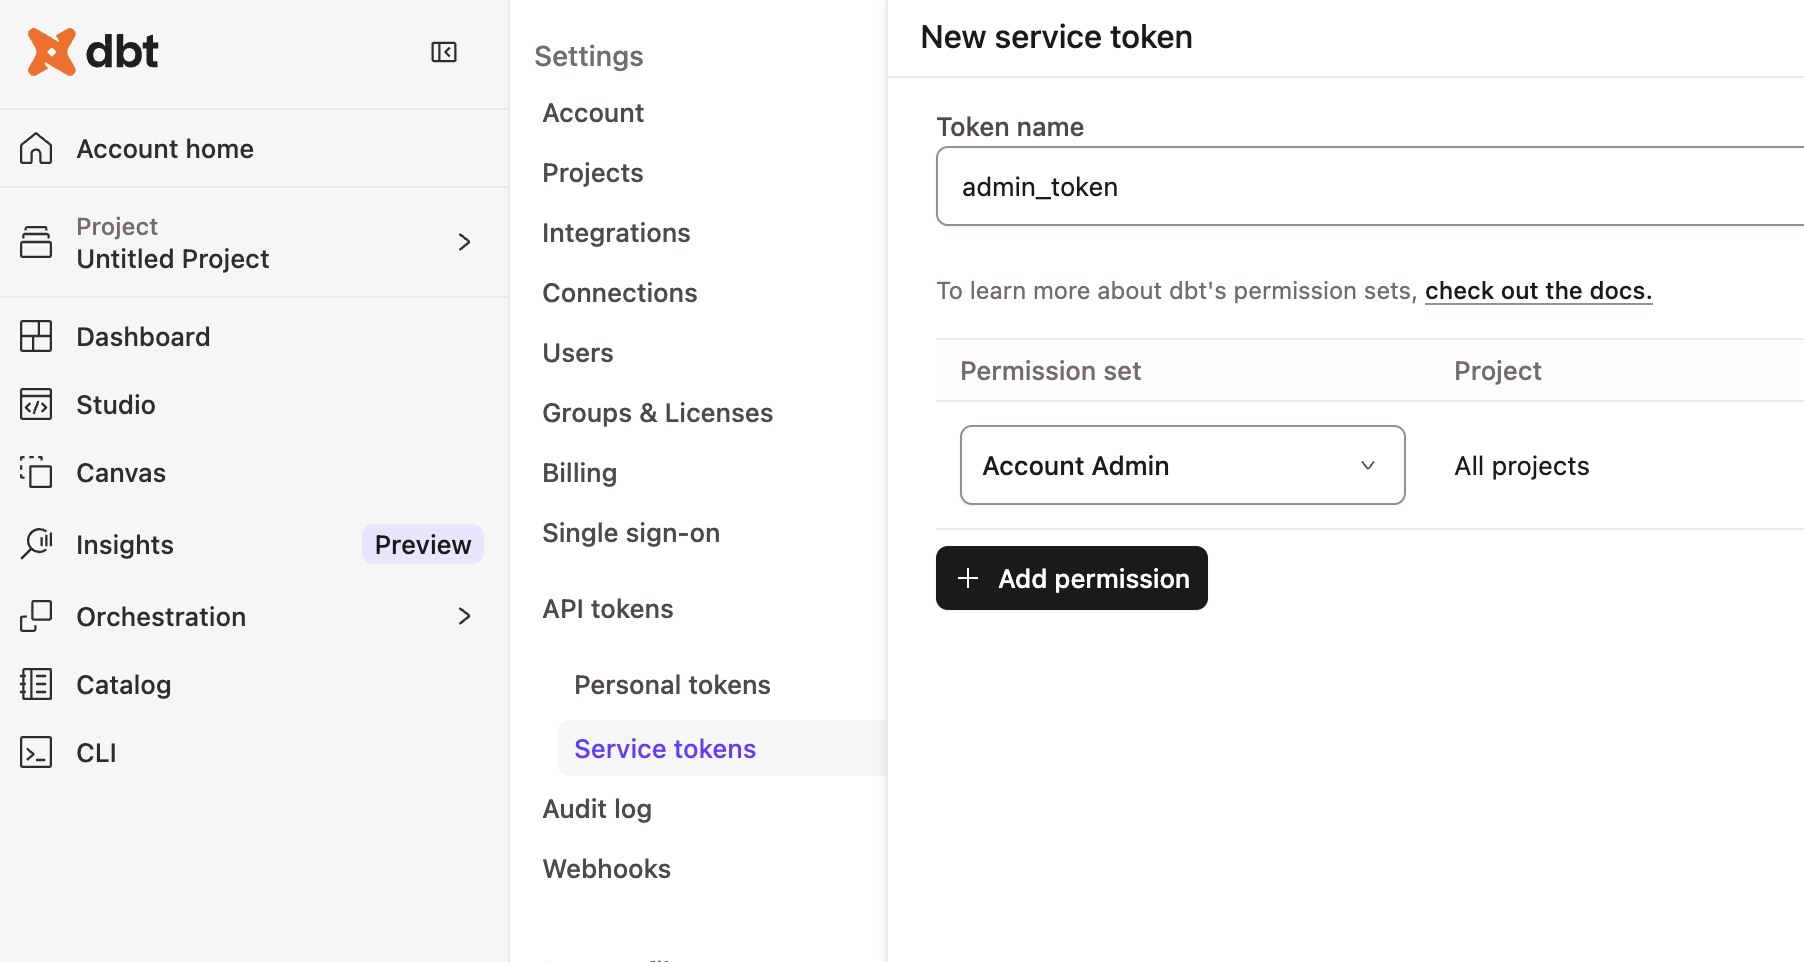 dbt
Account home
Project
Untitled Project
Dashboard
Studio
Canvas
Insights
Preview
Orchestration
Catalog
CLI
Settings
Account
Projects
Integrations
Connections
Users
Groups & Licenses
Billing
Single sign-on
API tokens
Personal tokens
Service tokens
Audit log
Webhooks
New service token
Token name
admin_token
To learn more about dbt's permission sets, check out the docs.
Permission set Project
Account Admin All projects
+ Add permission